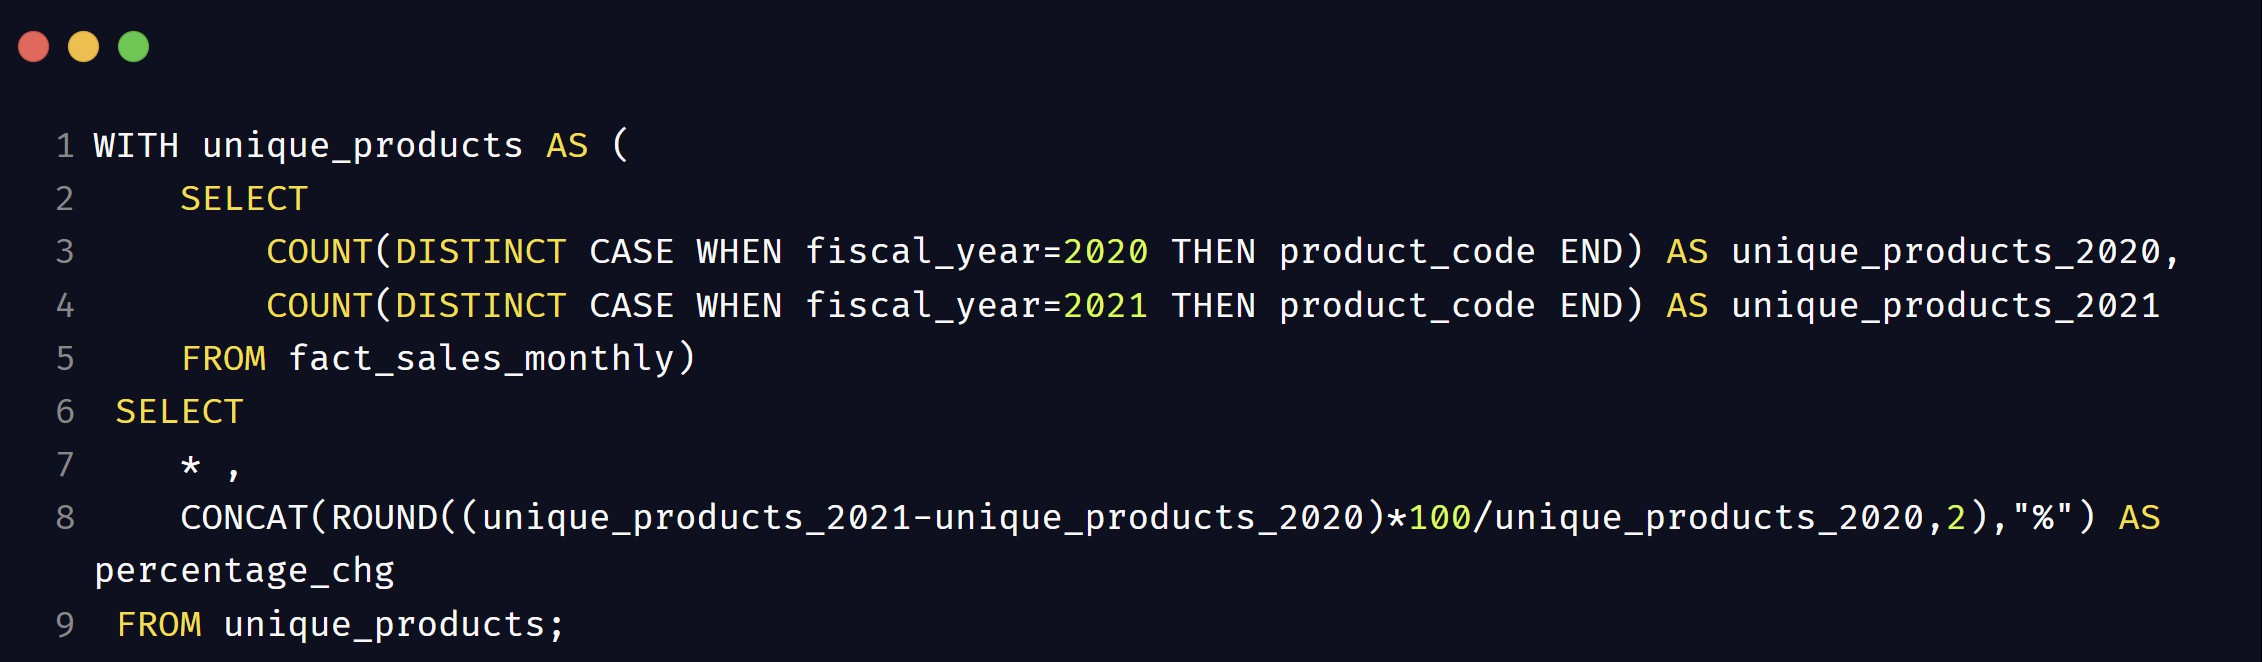 1 WITH unique_products AS (
2     SELECT
3         COUNT(DISTINCT CASE WHEN fiscal_year=2020 THEN product_code END) AS unique_products_2020,
4         COUNT(DISTINCT CASE WHEN fiscal_year=2021 THEN product_code END) AS unique_products_2021
5     FROM fact_sales_monthly)
6  SELECT
7     * ,
8     CONCAT(ROUND((unique_products_2021-unique_products_2020)*100/unique_products_2020,2),"%") AS
percentage_chg
9  FROM unique_products;